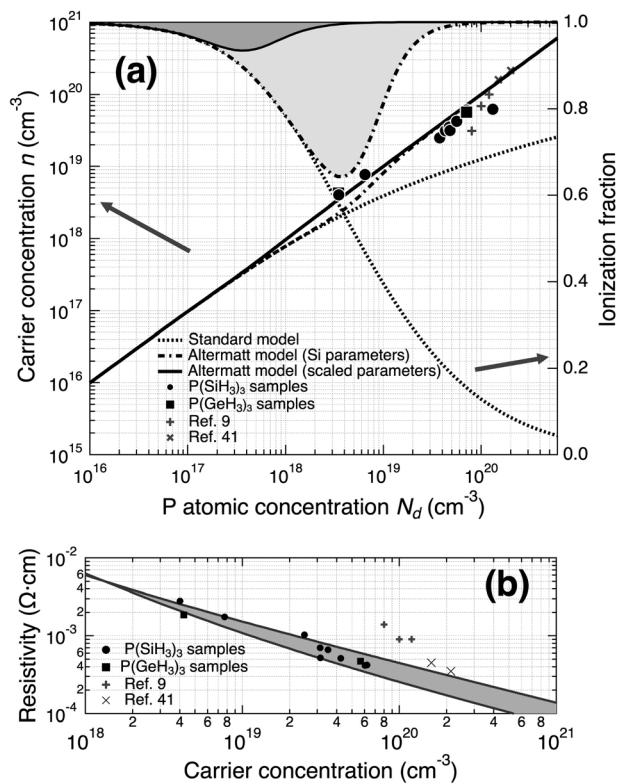 10^21
10^20
10^19
10^18
10^17
10^16
10^15
Carrier concentration n (cm^-3)
(a)
1.0
0.8
0.6
0.4
0.2
0.0
Ionization fraction
Standard model
Altermatt model (Si parameters)
Altermatt model (scaled parameters)
P(SiH₃)₃ samples
P(GeH₃)₃ samples
Ref. 9
Ref. 41
10^16 10^17 10^18 10^19 10^20
P atomic concentration N_d (cm^-3)
10^-2
6
4
2
10^-3
6
4
2
10^-4
Resistivity (Ω·cm)
(b)
P(SiH₃)₃ samples
P(GeH₃)₃ samples
Ref. 9
Ref. 41
10^18 2 4 6 8 10^19 2 4 6 8 10^20 2 4 6 8 10^21
Carrier concentration (cm^-3)